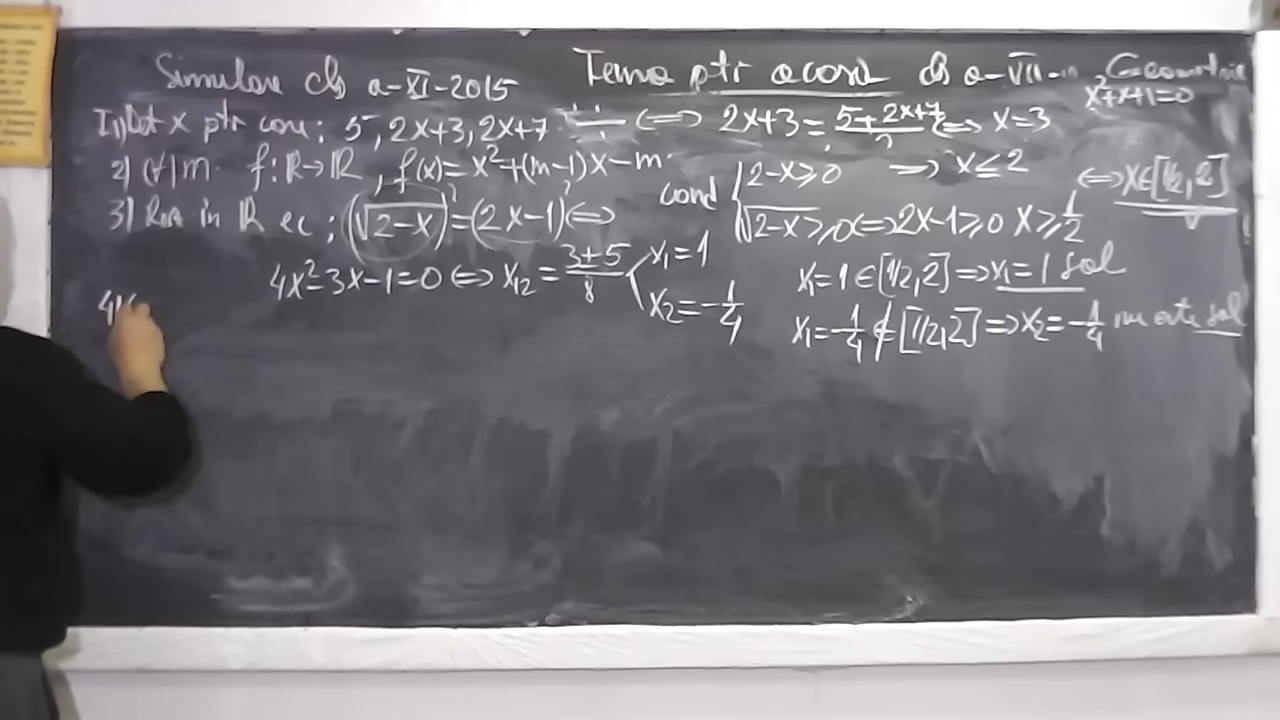 Simulare cls a-XI-2015
Tema ptr acasă cls a-VII-a Geometrie
x²+x+1=0
I 1) Det x ptr care: 5, 2x+3, 2x+7 ÷ ⟺ 2x+3 = (5+2x+7)/2 ⟺ x=3
2) (∀) m f: ℝ→ℝ, f(x)=x²+(m-1)x-m
3) Rez in ℝ ec: (√(2-x))²=(2x-1)² ⟺
cond { 2-x≥0 ⟹ x≤2
√(2-x)≥0 ⟺ 2x-1≥0 x≥1/2
⟺ x∈[1/2,2]
4x²-3x-1=0 ⟺ x₁₂ = (3±5)/8
x₁=1
x₂=-1/4
x₁=1∈[1/2,2] ⟹ x₁=1 sol
x₁=-1/4∉[1/2,2] ⟹ x₂=-1/4 nu este sol
4)